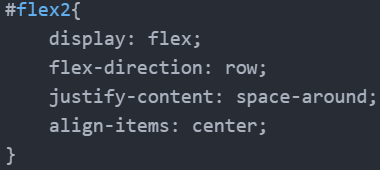 #flex2{
    display: flex;
    flex-direction: row;
    justify-content: space-around;
    align-items: center;
}